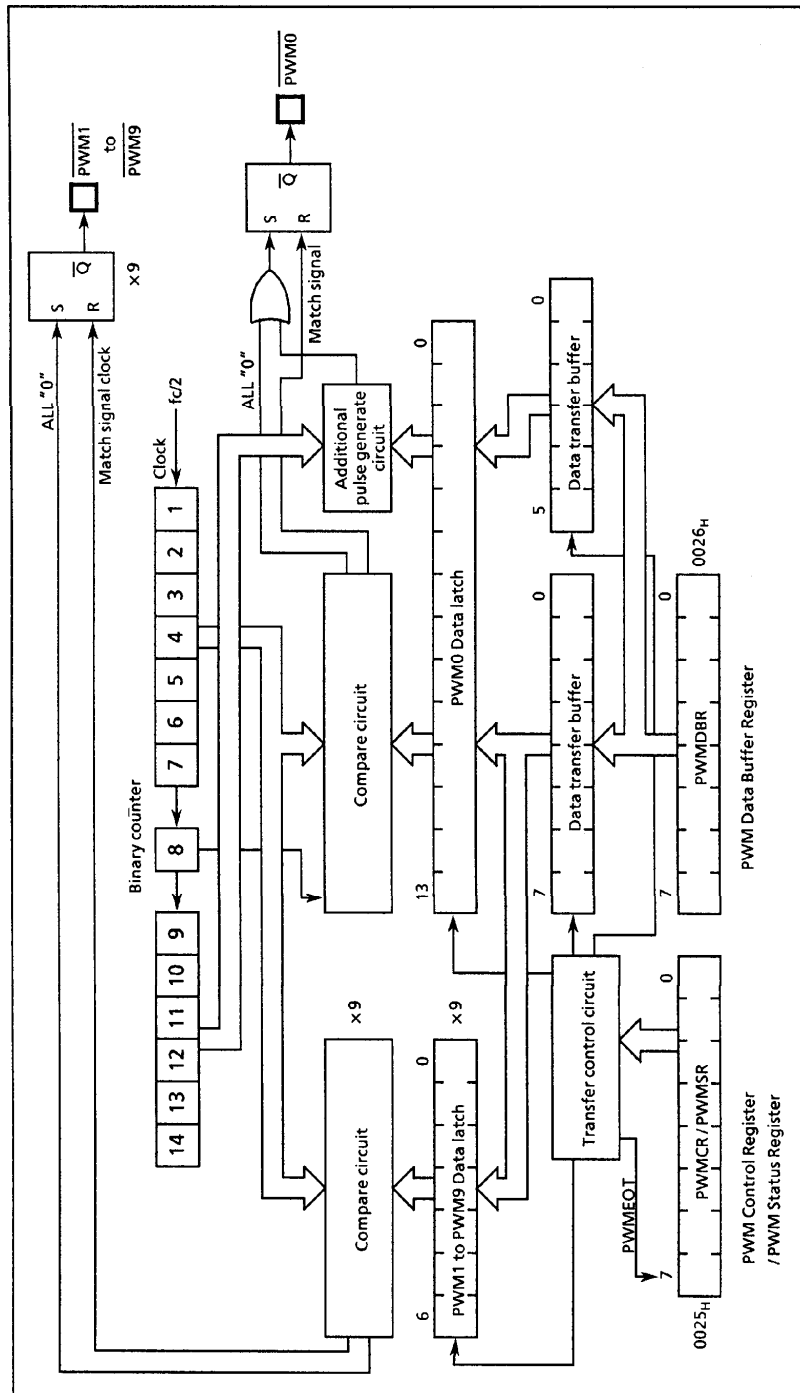 PWM1
to
PWM9
S
R
Q
×9
ALL "0"
Match signal clock
PWM0
S
R
Q
ALL "0"
Match signal
Binary counter
Clock
fc/2
14
13
12
11
10
9
8
7
6
5
4
3
2
1
Compare circuit
×9
Compare circuit
Additional
pulse generate
circuit
6
0
PWM1 to PWM9 Data latch
×9
13
0
PWM0 Data latch
Transfer control circuit
7
0
Data transfer buffer
5
0
Data transfer buffer
PWMEOT
0025H
7
0
PWMCR / PWMSR
PWM Control Register
/ PWM Status Register
7
0
PWMDBR
0026H
PWM Data Buffer Register